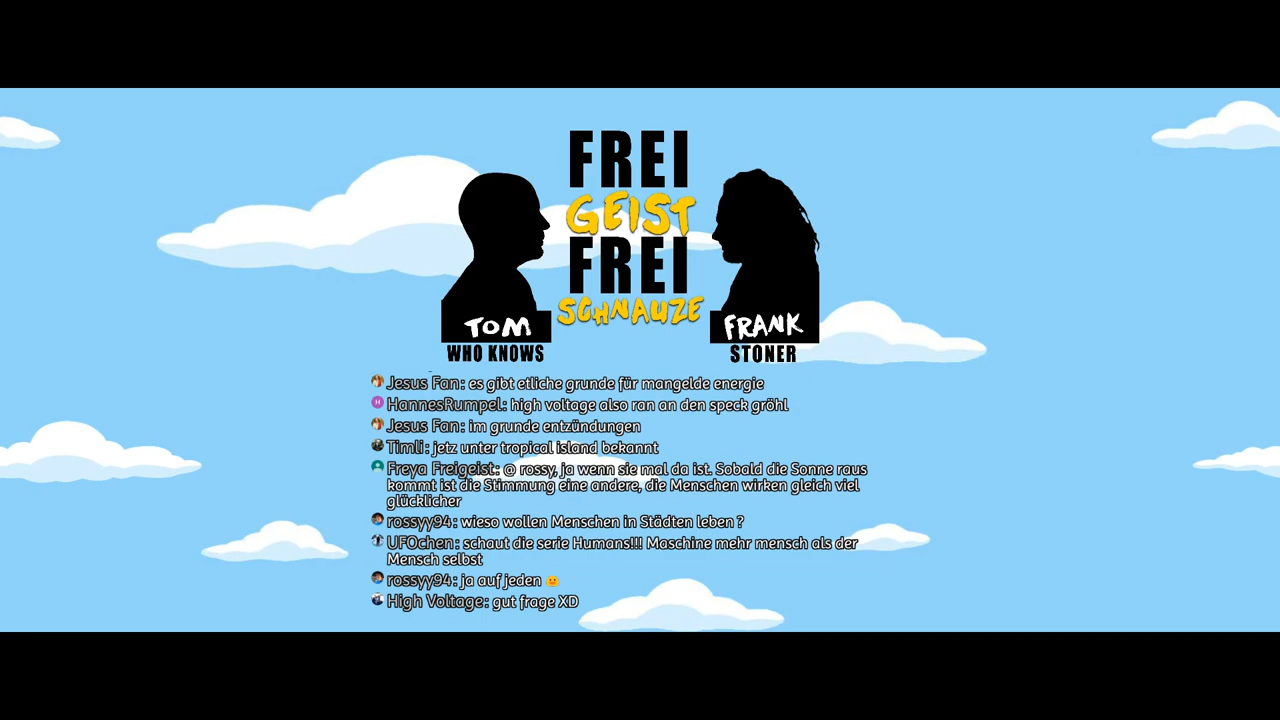 FREI
GEIST
FREI
SCHNAUZE
TOM
WHO KNOWS
FRANK
STONER
Jesus Fan: es gibt etliche grunde für mangelde energie
HannesRumpel: high voltage also ran an den speck gröhl
Jesus Fan: im grunde entzündungen
Timli: jetz unter tropical island bekannt
Freya Freigeist: @ rossy, ja wenn sie mal da ist. Sobald die Sonne raus
kommt ist die Stimmung eine andere, die Menschen wirken gleich viel
glücklicher
rossyy94: wieso wollen Menschen in Städten leben ?
UFOchen: schaut die serie Humans!!! Maschine mehr mensch als der
Mensch selbst
rossyy94: ja auf jeden 🙂
High Voltage: gut frage XD